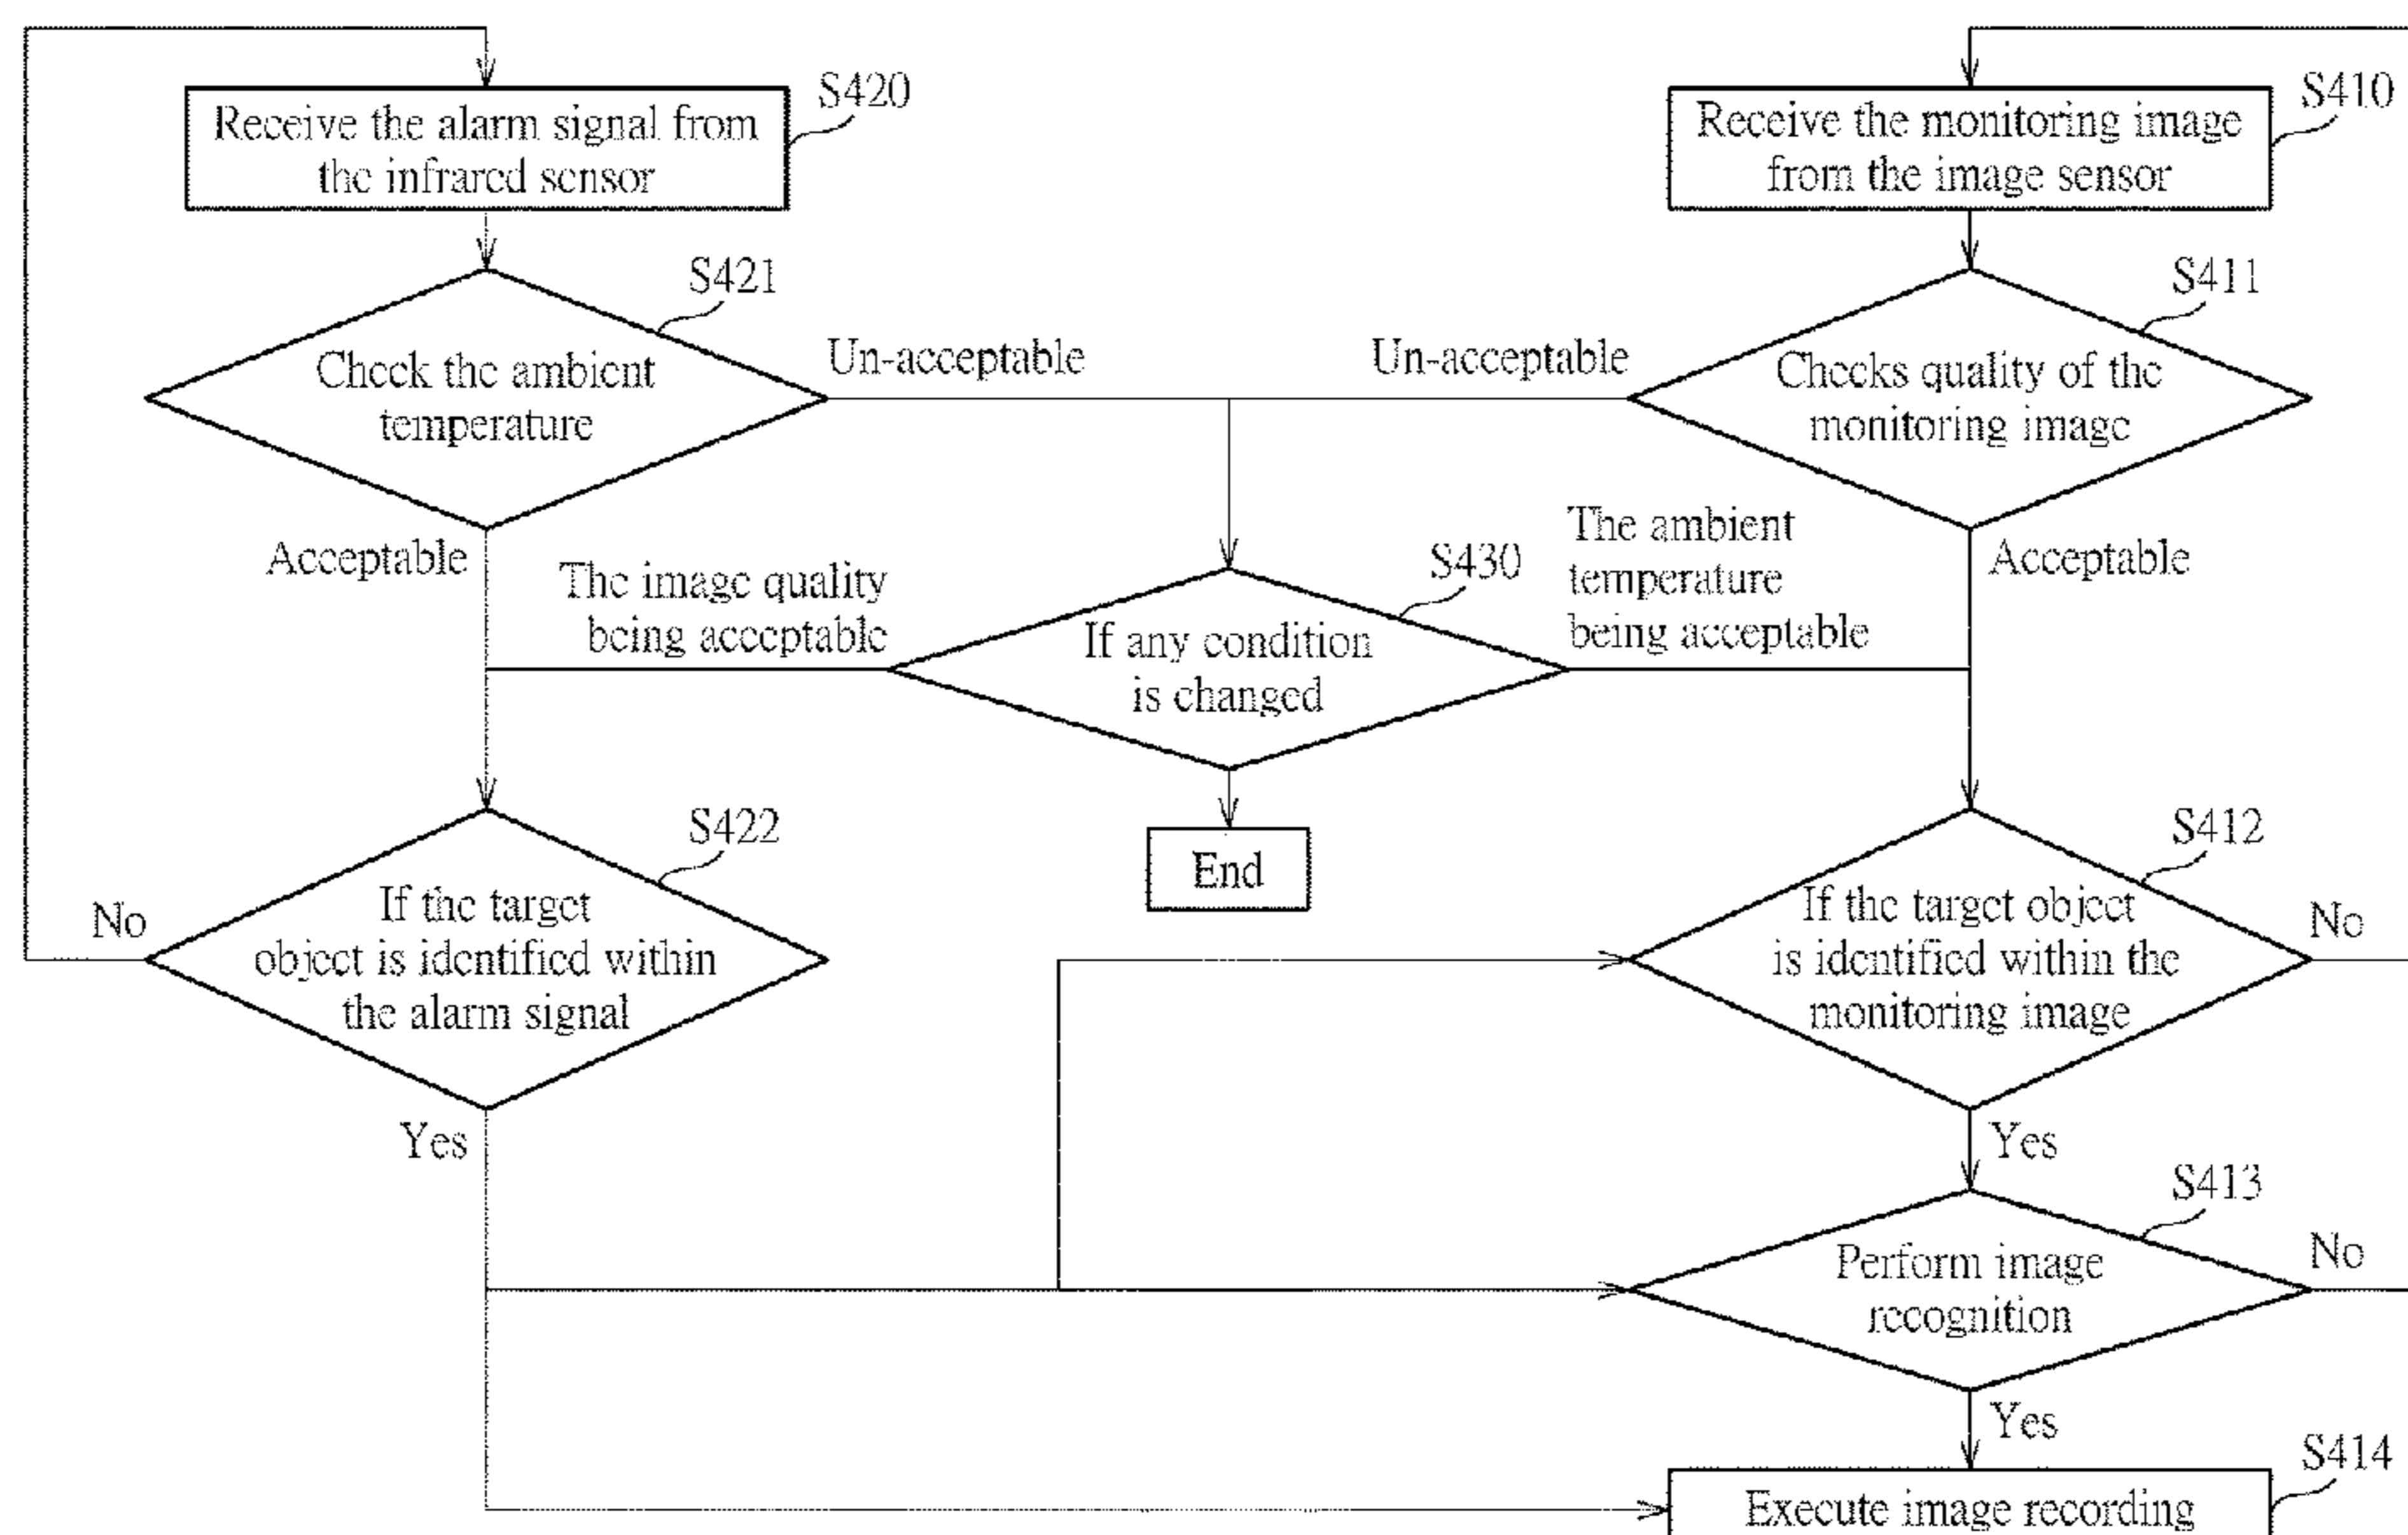 S420
Receive the alarm signal from
the infrared sensor
S410
Receive the monitoring image
from the image sensor
S421
Check the ambient
temperature
Un-acceptable
Un-acceptable
S411
Checks quality of the
monitoring image
Acceptable
The image quality
being acceptable
S430
If any condition
is changed
The ambient
temperature
being acceptable
Acceptable
S422
If the target
object is identified within
the alarm signal
No
End
S412
If the target object
is identified within the
monitoring image
No
Yes
Yes
S413
Perform image
recognition
No
Yes
S414
Execute image recording